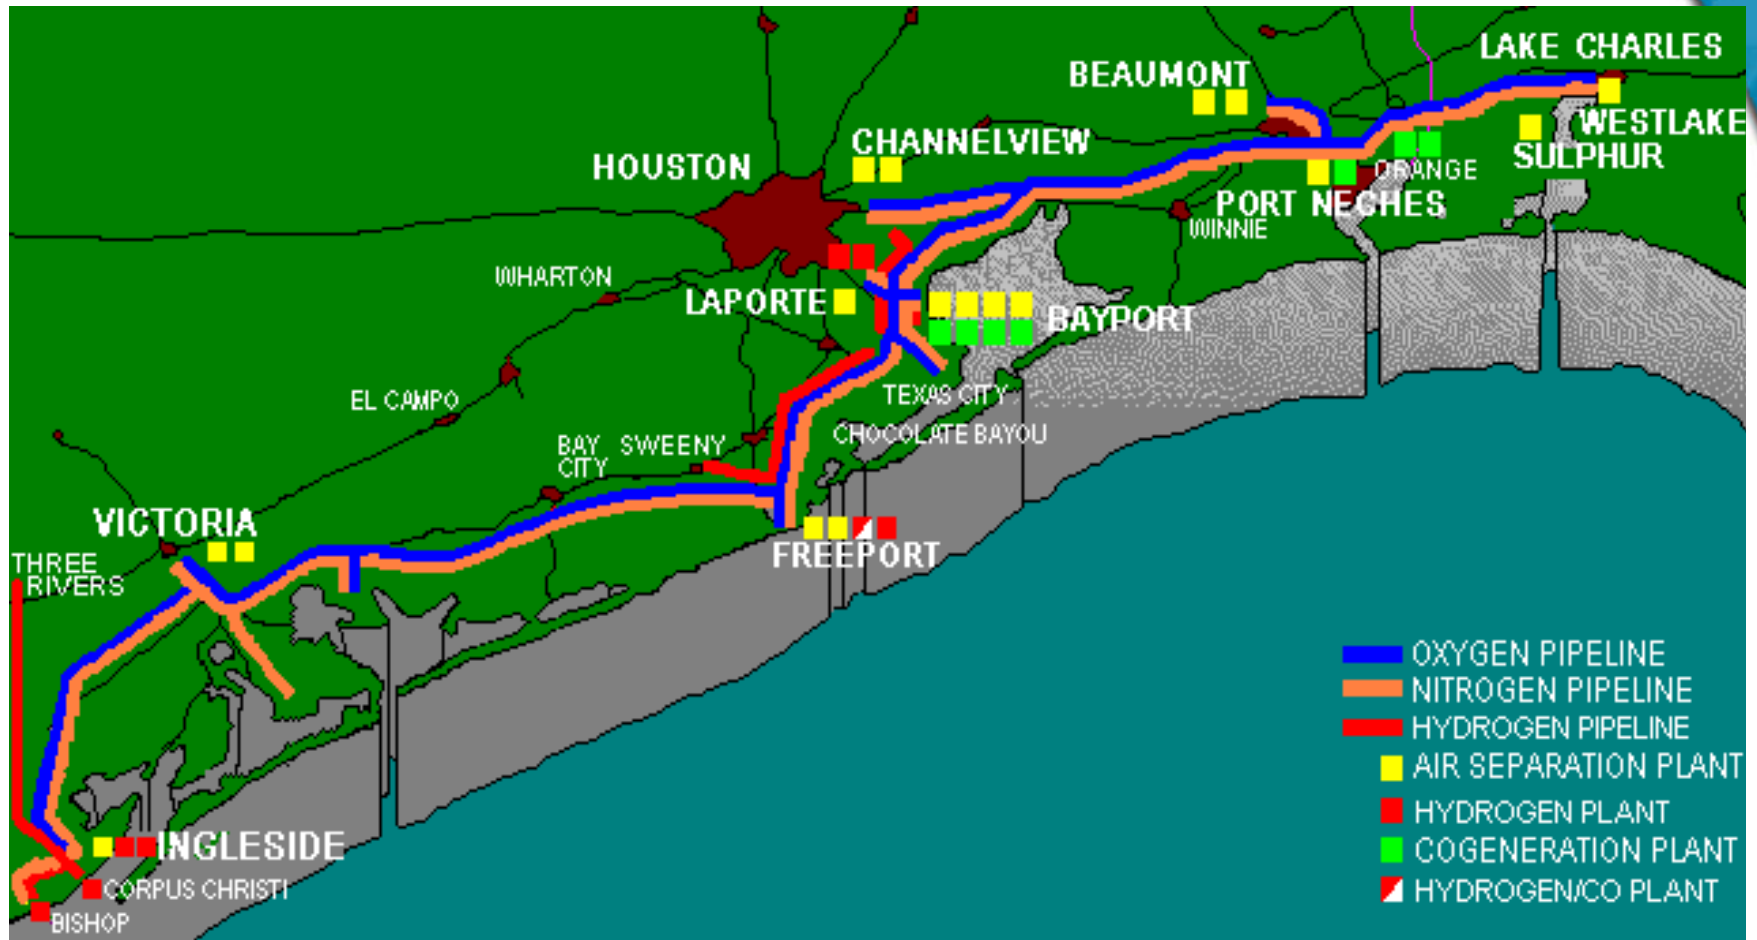 LAKE CHARLES
BEAUMONT
WESTLAKE
CHANNELVIEW
SULPHUR
HOUSTON
ORANGE
PORT NECHES
WINNIE
WHARTON
LAPORTE
BAYPORT
TEXAS CITY
EL CAMPO
CHOCOLATE BAYOU
BAY
CITY
SWEENY
VICTORIA
FREEPORT
THREE
RIVERS
INGLESIDE
CORPUS CHRISTI
BISHOP
OXYGEN PIPELINE
NITROGEN PIPELINE
HYDROGEN PIPELINE
AIR SEPARATION PLANT
HYDROGEN PLANT
COGENERATION PLANT
HYDROGEN/CO PLANT